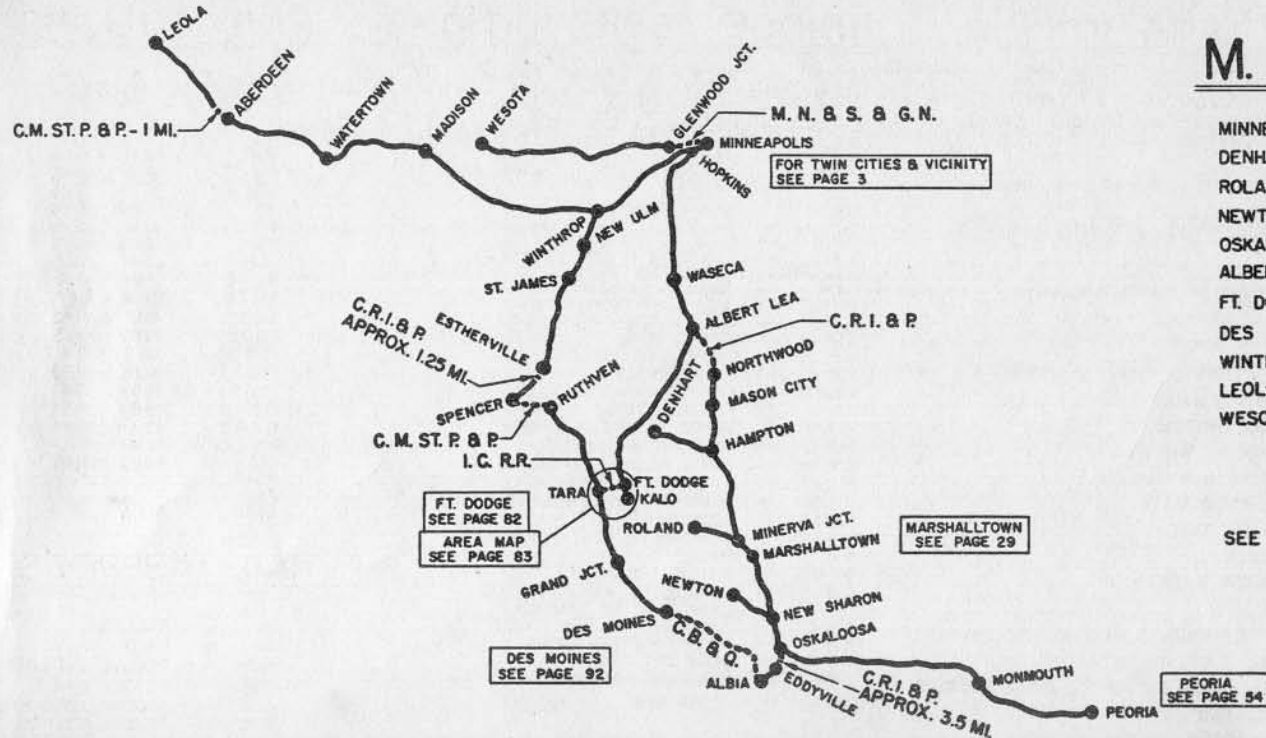 LEOLA
ABERDEEN
C.M. ST. P. & P. - 1 MI.
WATERTOWN
MADISON
WESOTA
GLENWOOD JCT.
M. N. & S. & G. N.
MINNEAPOLIS
HOPKINS
FOR TWIN CITIES & VICINITY
SEE PAGE 3
WINTHROP
NEW ULM
ST. JAMES
WASECA
ALBERT LEA
C.R.I. & P.
ESTHERVILLE
C.R.I. & P.
APPROX. 1.25 MI.
NORTHWOOD
MASON CITY
DENHART
HAMPTON
SPENCER
RUTHVEN
C. M. ST. P. & P.
I. C. R.R.
TARA
FT. DODGE
KALO
FT. DODGE
SEE PAGE 82
AREA MAP
SEE PAGE 83
ROLAND
MINERVA JCT.
MARSHALLTOWN
MARSHALLTOWN
SEE PAGE 29
GRAND JCT.
NEWTON
NEW SHARON
DES MOINES
C. B. & Q.
OSKALOOSA
DES MOINES
SEE PAGE 92
ALBIA
EDDYVILLE
C.R.I. & P.
APPROX. 3.5 MI.
MONMOUTH
PEORIA
PEORIA
SEE PAGE 54
M.
MINNE
DENH
ROLA
NEWT
OSKA
ALBE
FT. D
DES
WINT
LEOL
WESO
SEE